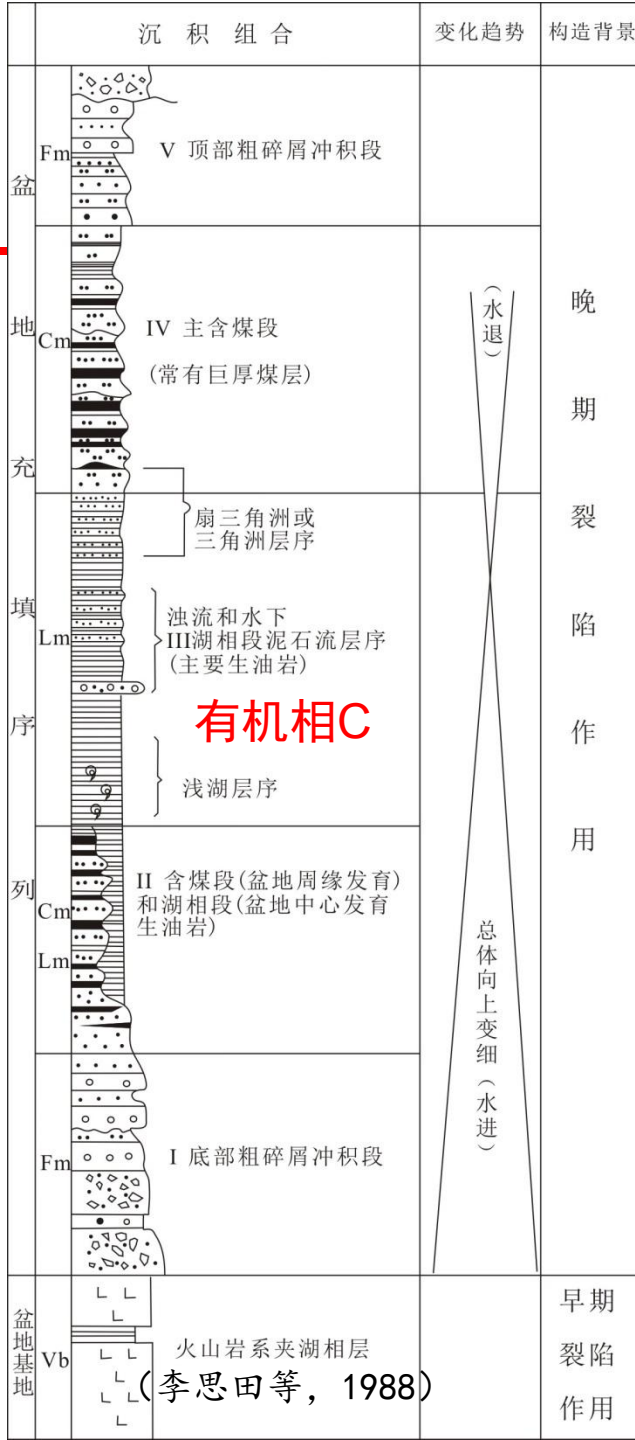 沉积组合
变化趋势
构造背景
盆地充填序列
Fm
V 顶部粗碎屑冲积段
Cm
IV 主含煤段
(常有巨厚煤层)
(水退)
晚期裂陷作用
扇三角洲或
三角洲层序
Lm
浊流和水下
III湖相段泥石流层序
(主要生油岩)
有机相C
浅湖层序
Cm
Lm
II 含煤段(盆地周缘发育)
和湖相段(盆地中心发育
生油岩)
总体向上变细(水进)
Fm
I 底部粗碎屑冲积段
盆地基地
Vb
火山岩系夹湖相层
(李思田等, 1988)
早期
裂陷
作用